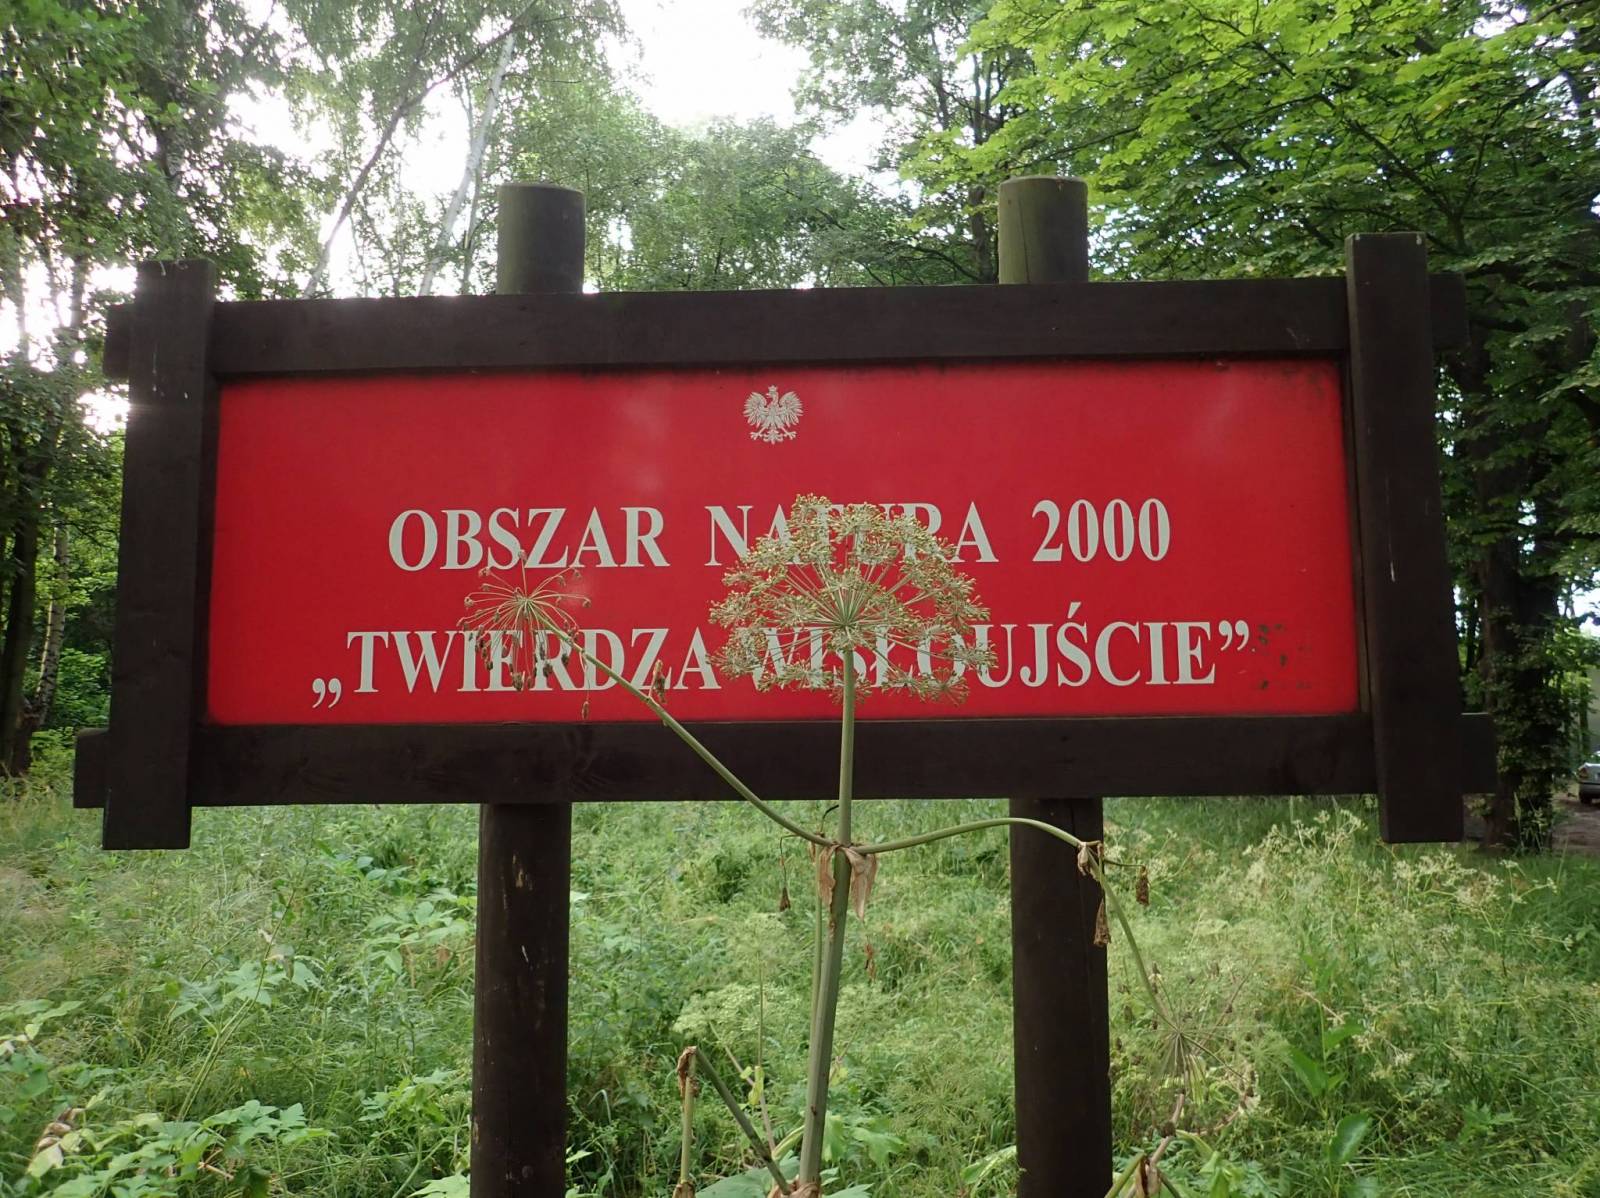 OBSZAR NATURA 2000
„TWIERDZA WISŁOUJŚCIE”